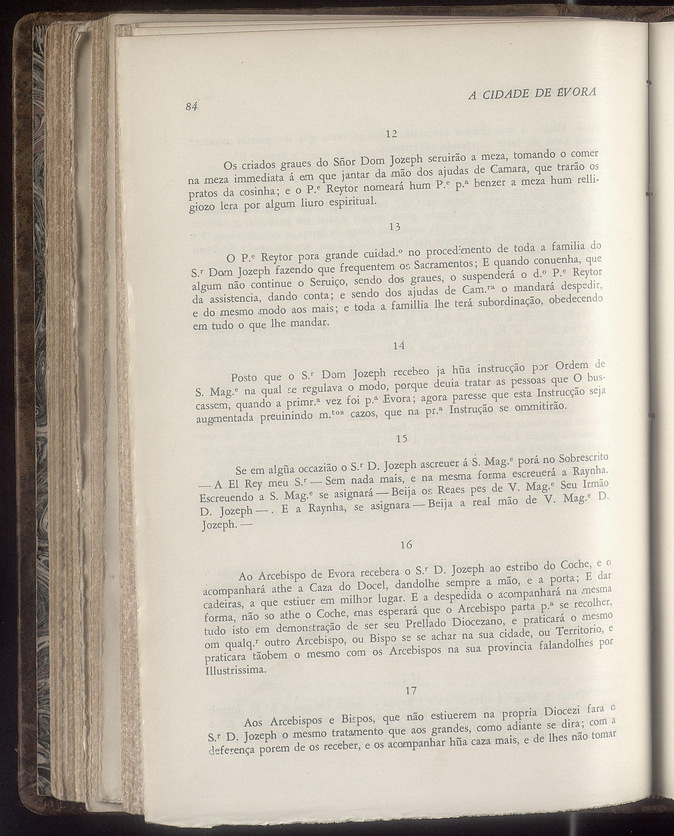 84
A CIDADE DE ÉVORA
12
Os criados graues do Sñor Dom Jozeph seruirão a meza, tomando o comer
na meza immediata á em que jantar da mão dos ajudas de Camara, que trarão os
pratos da cosinha; e o P.ᵉ Reytor nomeará hum P.ᵉ p.ᵃ benzer a meza hum relli-
giozo lera por algum liuro espiritual.
13
O P.ᵉ Reytor pora grande cuidad.º no procedimento de toda a familia do
S.ʳ Dom Jozeph fazendo que frequentem os Sacramentos; E quando conuenha, que
algum não continue o Seruiço, sendo dos graues, o suspenderá o d.º P.ᵉ Reytor
da assistencia, dando conta; e sendo dos ajudas de Cam.ʳᵃ o mandará despedir,
e do mesmo modo aos mais; e toda a famillia lhe terá subordinação, obedecendo
em tudo o que lhe mandar.
14
Posto que o S.ʳ Dom Jozeph recebeo ja hũa instrucção por Ordem de
S. Mag.ᵉ na qual se regulava o modo, porque deuia tratar as pessoas que O bus-
cassem, quando a primr.ᵃ vez foi p.ᵃ Evora; agora paresse que esta Instrucção seja
augmentada preuinindo m.ᵗᵒˢ cazos, que na pr.ᵃ Instrução se ommitirão.
15
Se em algũa occazião o S.ʳ D. Jozeph ascreuer á S. Mag.ᵉ porá no Sobrescrito
— A El Rey meu S.ʳ — Sem nada mais, e na mesma forma escreuerá a Raynha.
Escreuendo a S. Mag.ᵉ se asignará — Beija os Reaes pes de V. Mag.ᵉ Seu Irmão
D. Jozeph —. E a Raynha, se asignara — Beija a real mão de V. Mag.ᵉ D.
Jozeph. —
16
Ao Arcebispo de Evora recebera o S.ʳ D. Jozeph ao estribo do Coche, e o
acompanhará athe a Caza do Docel, dandolhe sempre a mão, e a porta; E dar
cadeiras, a que estiuer em milhor lugar. E a despedida o acompanhará na mesma
forma, não so athe o Coche, mas esperará que o Arcebispo parta p.ᵃ se recolher,
tudo isto em demonstração de ser seu Prellado Diocezano, e praticará o mesmo
om qualq.ʳ outro Arcebispo, ou Bispo se se achar na sua cidade, ou Territorio, e
praticara tãobem o mesmo com os Arcebispos na sua provincia falandolhes por
Illustrissima.
17
Aos Arcebispos e Bispos, que não estiuerem na propria Diocezi fara o
S.ʳ D. Jozeph o mesmo tratamento que aos grandes, como adiante se dira; com a
deferença porem de os receber, e os acompanhar hũa caza mais, e de lhes não tomar